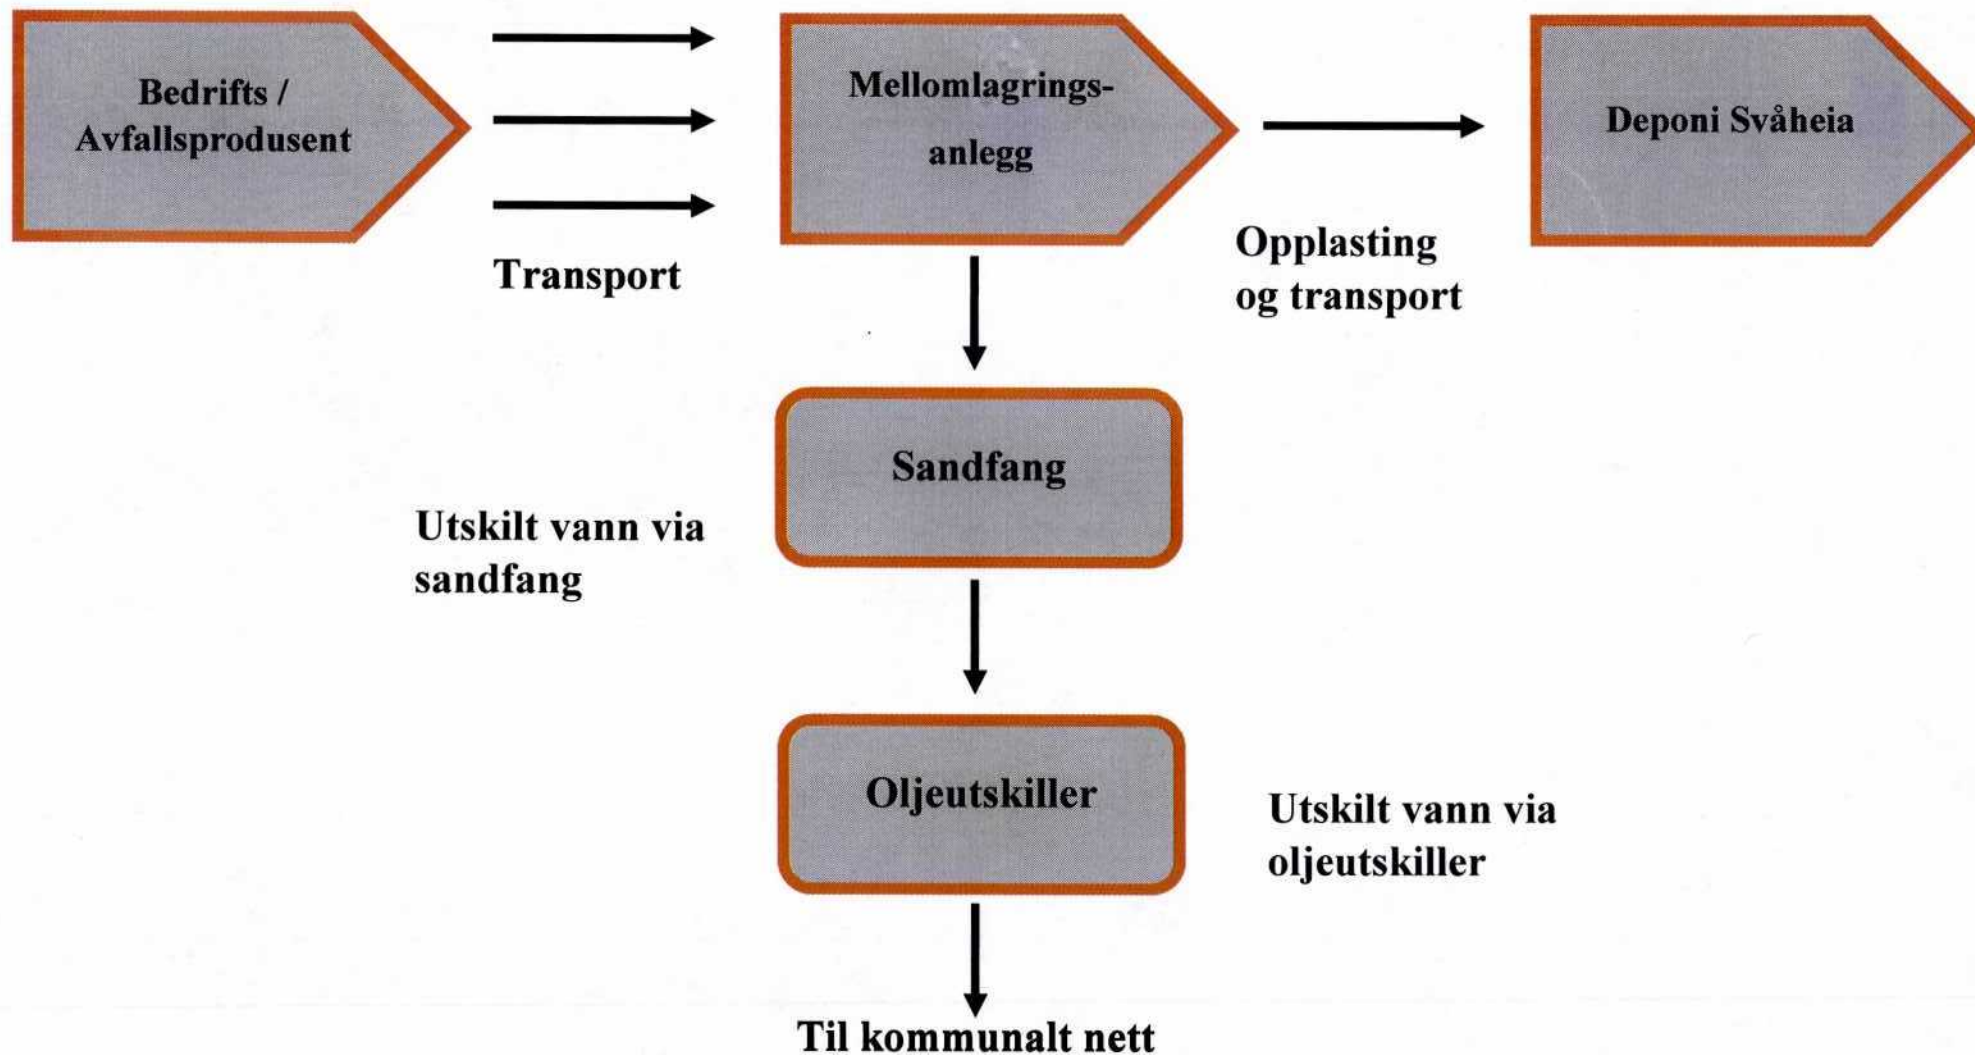 Bedrifts /
Avfallsprodusent
Transport
Mellomlagrings-
anlegg
Opplasting
og transport
Deponi Svåheia
Sandfang
Utskilt vann via
sandfang
Oljeutskiller
Utskilt vann via
oljeutskiller
Til kommunalt nett